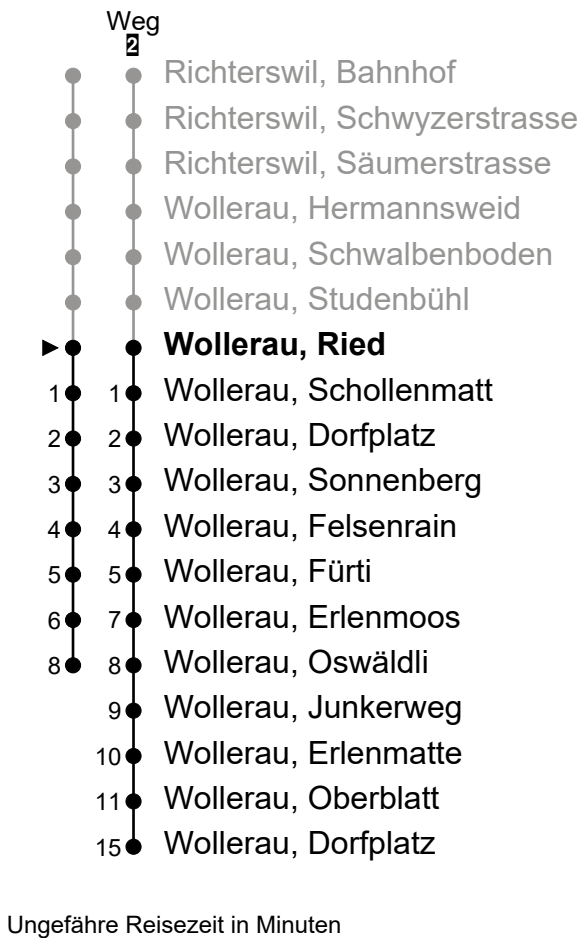 Weg
2
Richterswil, Bahnhof
Richterswil, Schwyzerstrasse
Richterswil, Säumerstrasse
Wollerau, Hermannsweid
Wollerau, Schwalbenboden
Wollerau, Studenbühl
Wollerau, Ried
1 1 Wollerau, Schollenmatt
2 2 Wollerau, Dorfplatz
3 3 Wollerau, Sonnenberg
4 4 Wollerau, Felsenrain
5 5 Wollerau, Fürti
6 7 Wollerau, Erlenmoos
8 8 Wollerau, Oswäldli
9 Wollerau, Junkerweg
10 Wollerau, Erlenmatte
11 Wollerau, Oberblatt
15 Wollerau, Dorfplatz
Ungefähre Reisezeit in Minuten